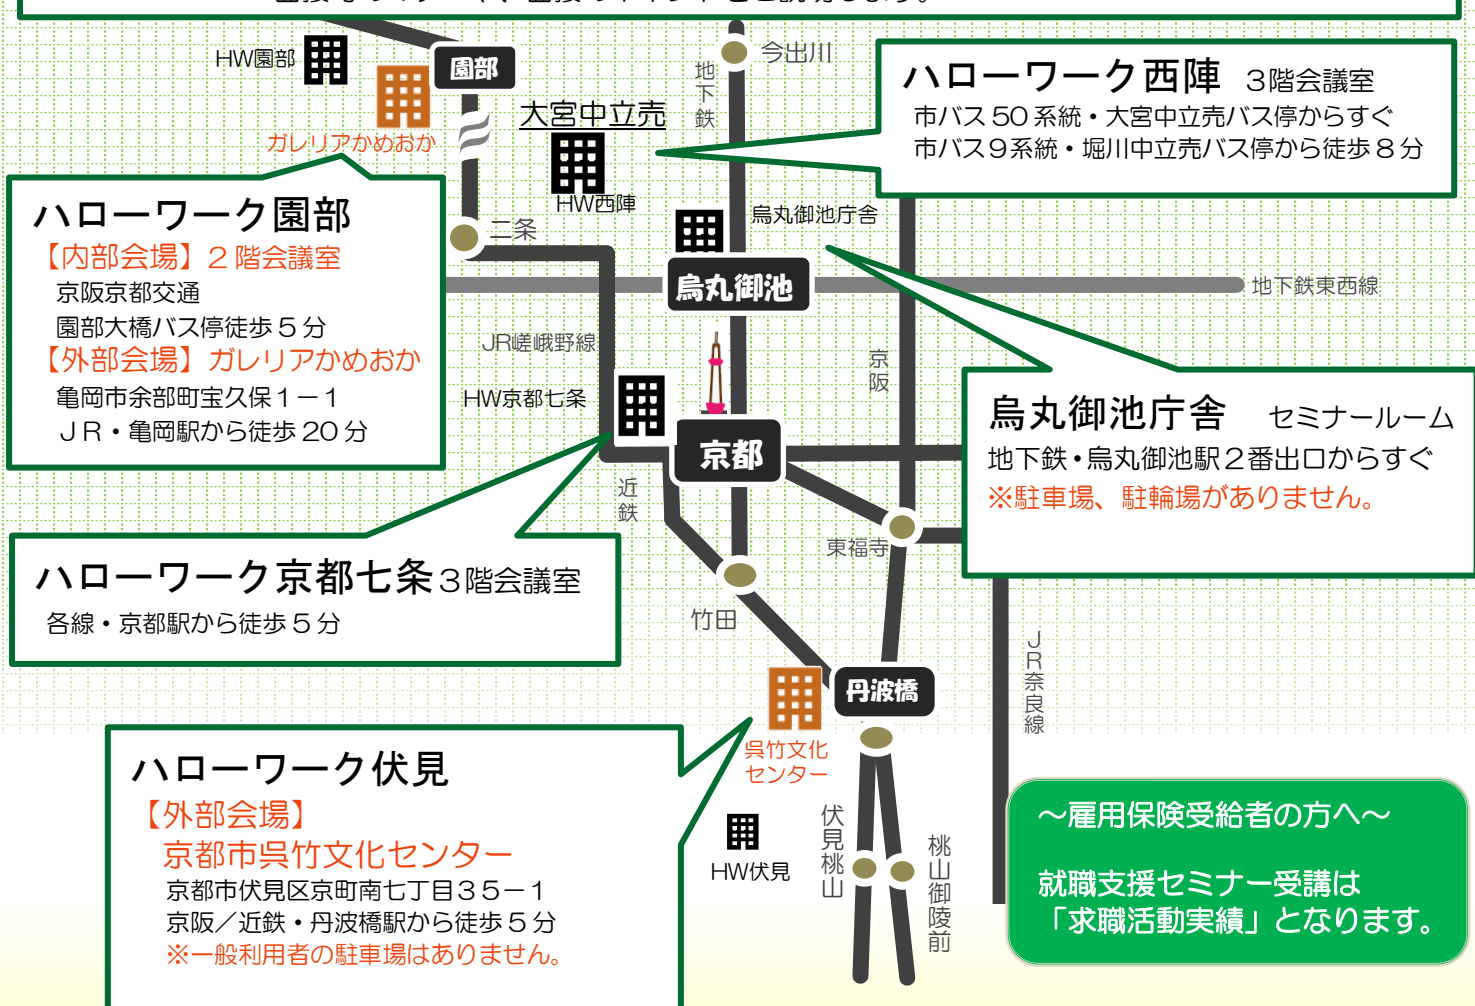 HW園部
園部
ガレリアかめおか
大宮中立売
HW西陣
地下鉄
今出川
ハローワーク西陣 3階会議室
市バス50系統・大宮中立売バス停からすぐ
市バス9系統・堀川中立売バス停から徒歩8分
ハローワーク園部
【内部会場】2階会議室
京阪京都交通
園部大橋バス停徒歩5分
【外部会場】ガレリアかめおか
亀岡市余部町宝久保1-1
JR・亀岡駅から徒歩20分
二条
烏丸御池庁舎
烏丸御池
地下鉄東西線
JR嵯峨野線
京阪
HW京都七条
京都
烏丸御池庁舎 セミナールーム
地下鉄・烏丸御池駅2番出口からすぐ
※駐車場、駐輪場がありません。
近鉄
東福寺
ハローワーク京都七条3階会議室
各線・京都駅から徒歩5分
竹田
JR奈良線
丹波橋
呉竹文化
センター
ハローワーク伏見
【外部会場】
京都市呉竹文化センター
京都市伏見区京町南七丁目35-1
京阪/近鉄・丹波橋駅から徒歩5分
※一般利用者の駐車場はありません。
HW伏見
伏見桃山
桃山御陵前
~雇用保険受給者の方へ~
就職支援セミナー受講は
「求職活動実績」となります。